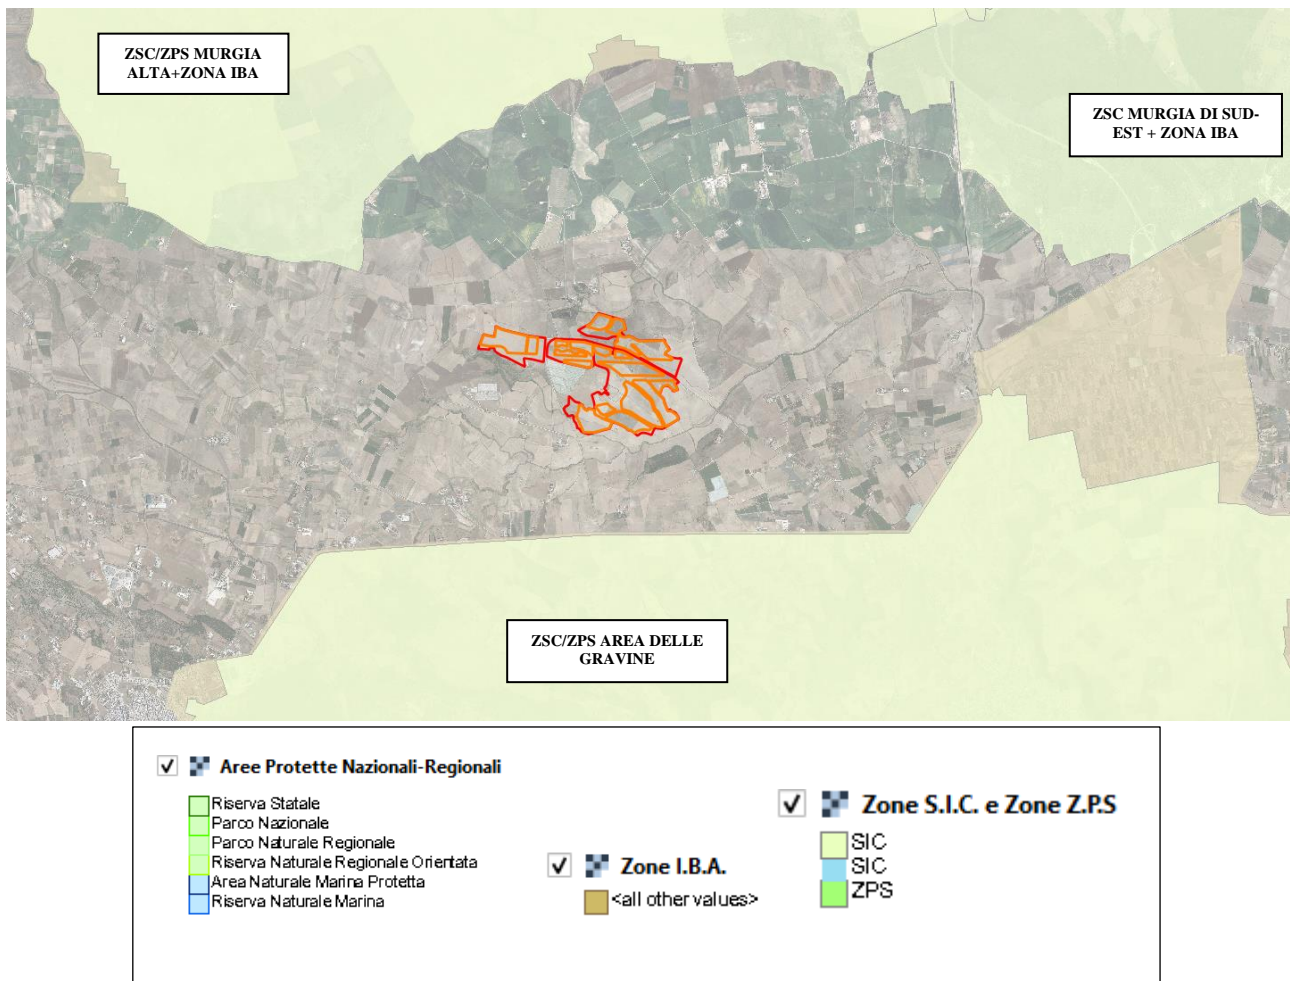 ZSC/ZPS MURGIA
ALTA+ZONA IBA
ZSC MURGIA DI SUD-
EST + ZONA IBA
ZSC/ZPS AREA DELLE
GRAVINE
Aree Protette Nazionali-Regionali
Riserva Statale
Parco Nazionale
Parco Naturale Regionale
Riserva Naturale Regionale Orientata
Area Naturale Marina Protetta
Riserva Naturale Marina
Zone I.B.A.
<all other values>
Zone S.I.C. e Zone Z.P.S
SIC
SIC
ZPS